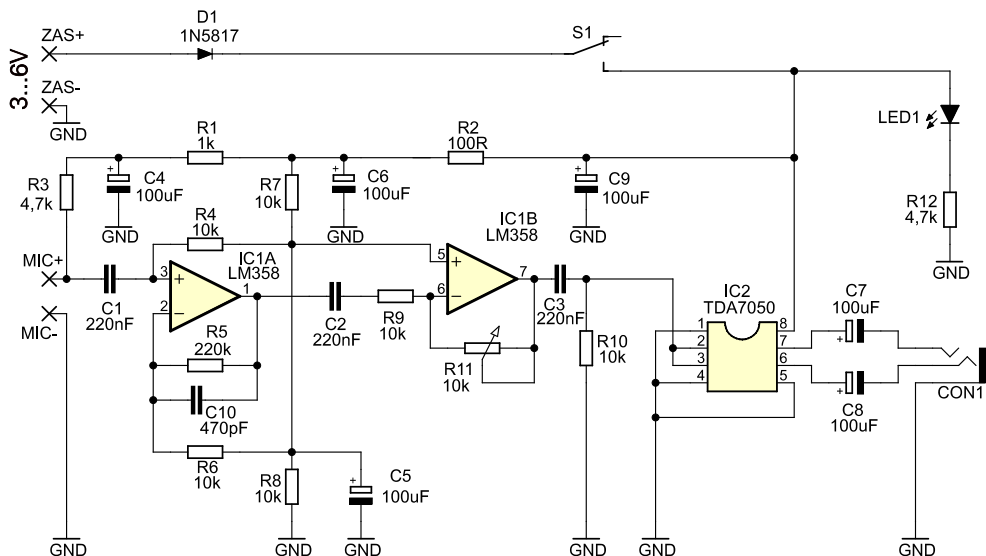 ZAS+
D1
1N5817
S1
3...6V
ZAS-
GND
LED1
R1
1k
R2
100R
R3
4,7k
C4
100uF
R7
10k
C6
100uF
C9
100uF
R12
4,7k
GND
GND
GND
GND
R4
10k
IC1A
LM358
IC1B
LM358
MIC+
MIC-
C1
220nF
3
2
1
+
−
C2
220nF
R9
10k
5
6
7
+
−
C3
220nF
R11
10k
R10
10k
GND
IC2
TDA7050
1
2
3
4
8
7
6
5
C7
100uF
C8
100uF
CON1
R5
220k
C10
470pF
R6
10k
R8
10k
C5
100uF
+
+
+
+
+
+
GND
GND
GND
GND
GND